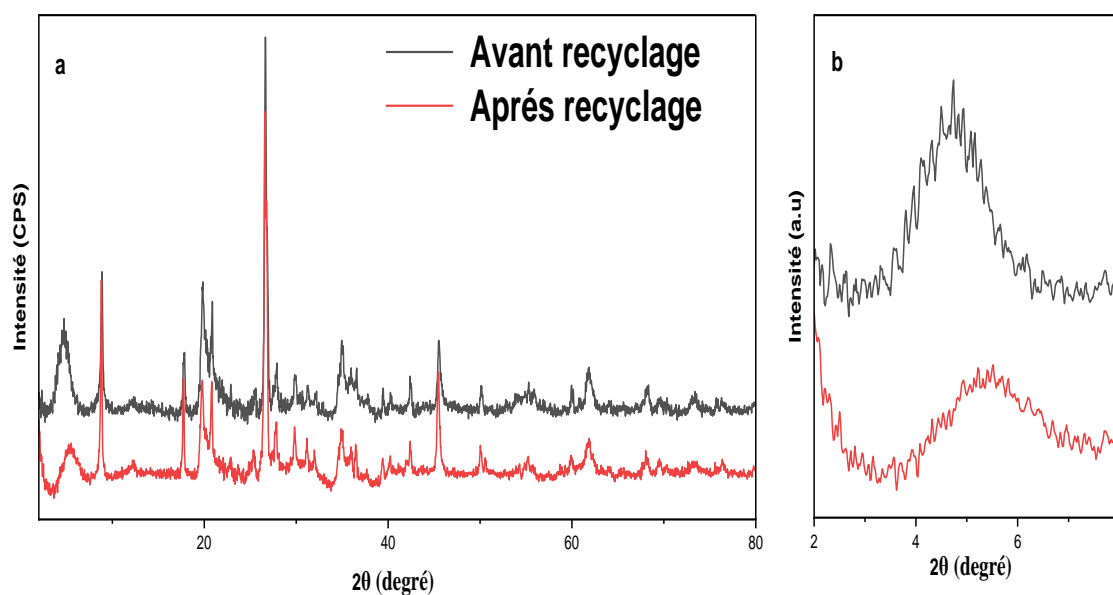 a
Avant recyclage
Aprés recyclage
Intensité (CPS)
20 40 60 80
2θ (degré)
b
Intensité (a.u)
2 4 6
2θ (degré)